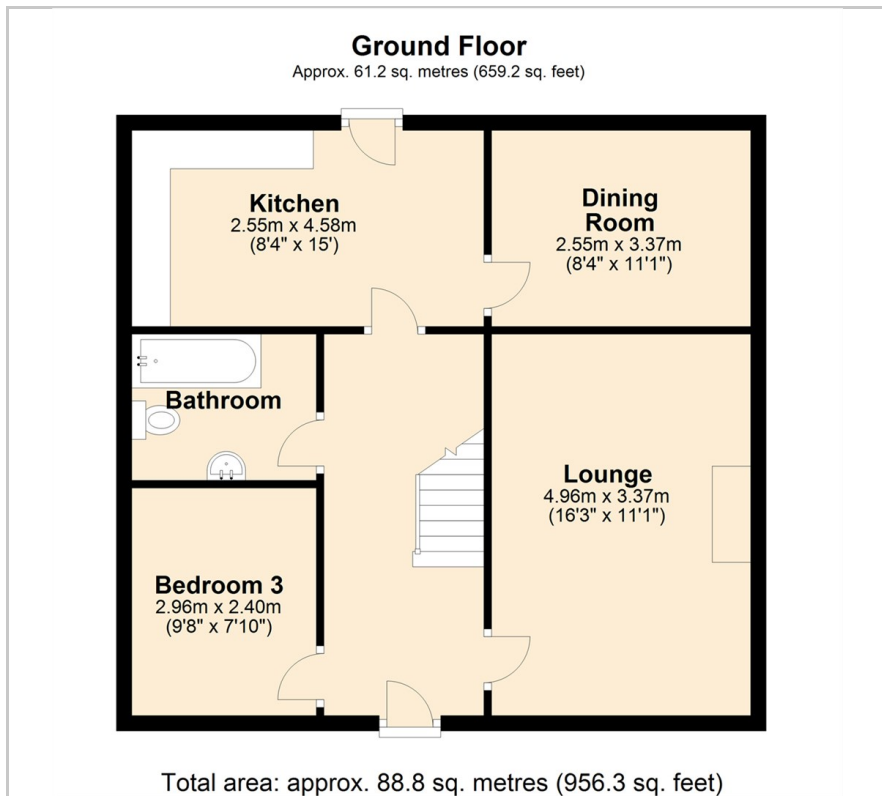 Ground Floor
Approx. 61.2 sq. metres (659.2 sq. feet)
Kitchen
2.55m x 4.58m
(8'4" x 15')
Dining
Room
2.55m x 3.37m
(8'4" x 11'1")
Bathroom
Lounge
4.96m x 3.37m
(16'3" x 11'1")
Bedroom 3
2.96m x 2.40m
(9'8" x 7'10")
Total area: approx. 88.8 sq. metres (956.3 sq. feet)